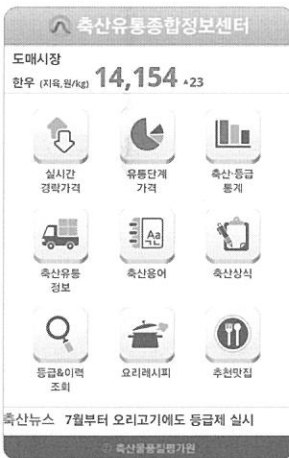 축산유통종합정보센터
도매시장
한우 (지육,원/kg) 14,154 ▲23
실시간
경락가격
유통단계
가격
축산·등급
통계
축산유통
정보
축산용어
축산상식
등급&이력
조회
요리레시피
추천맛집
축산뉴스 7월부터 오리고기에도 등급제 실시
축산물품질평가원